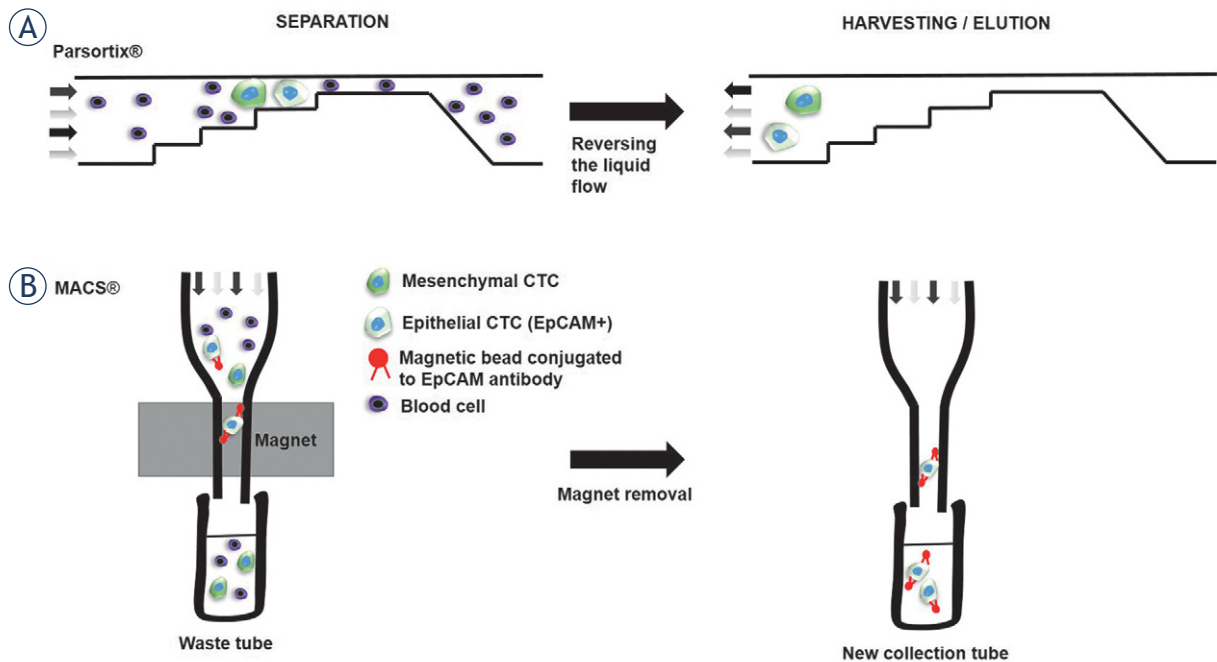 A
SEPARATION
HARVESTING / ELUTION
Parsortix®
Reversing
the liquid
flow
B
MACS®
Mesenchymal CTC
Epithelial CTC (EpCAM+)
Magnetic bead conjugated
to EpCAM antibody
Blood cell
Magnet
Magnet removal
Waste tube
New collection tube